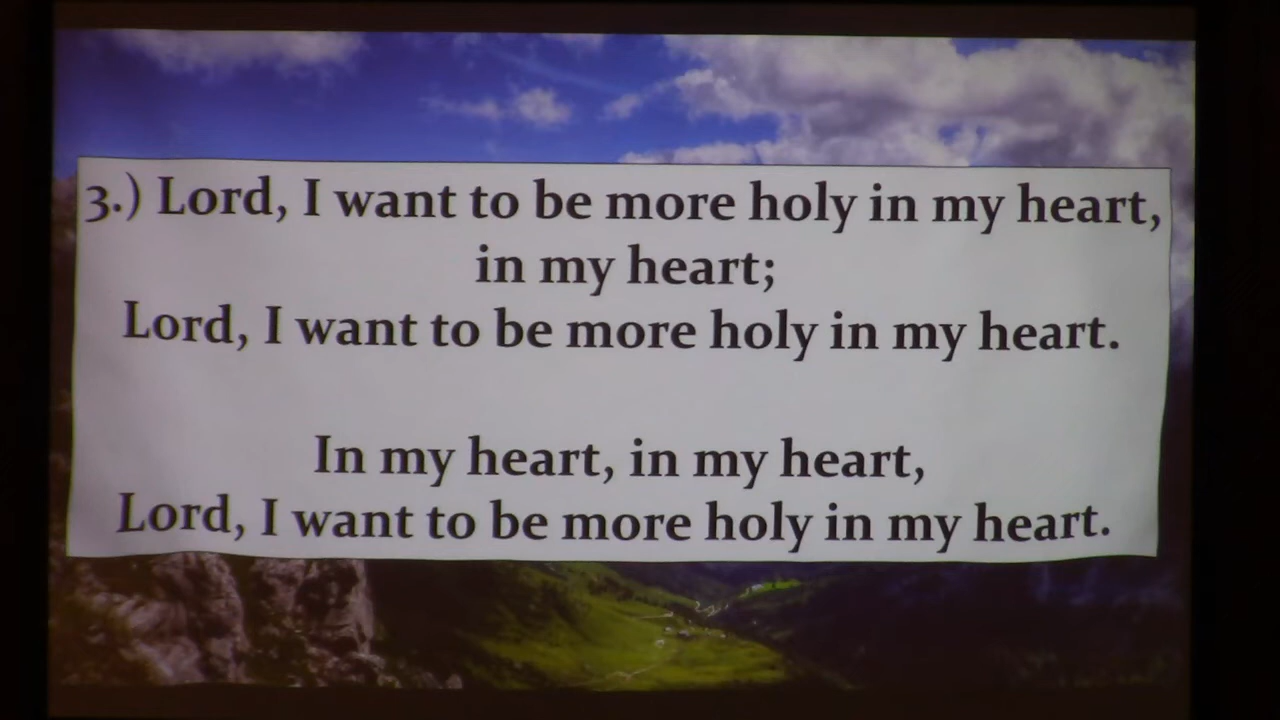 3.) Lord, I want to be more holy in my heart,
in my heart;
Lord, I want to be more holy in my heart.
In my heart, in my heart,
Lord, I want to be more holy in my heart.